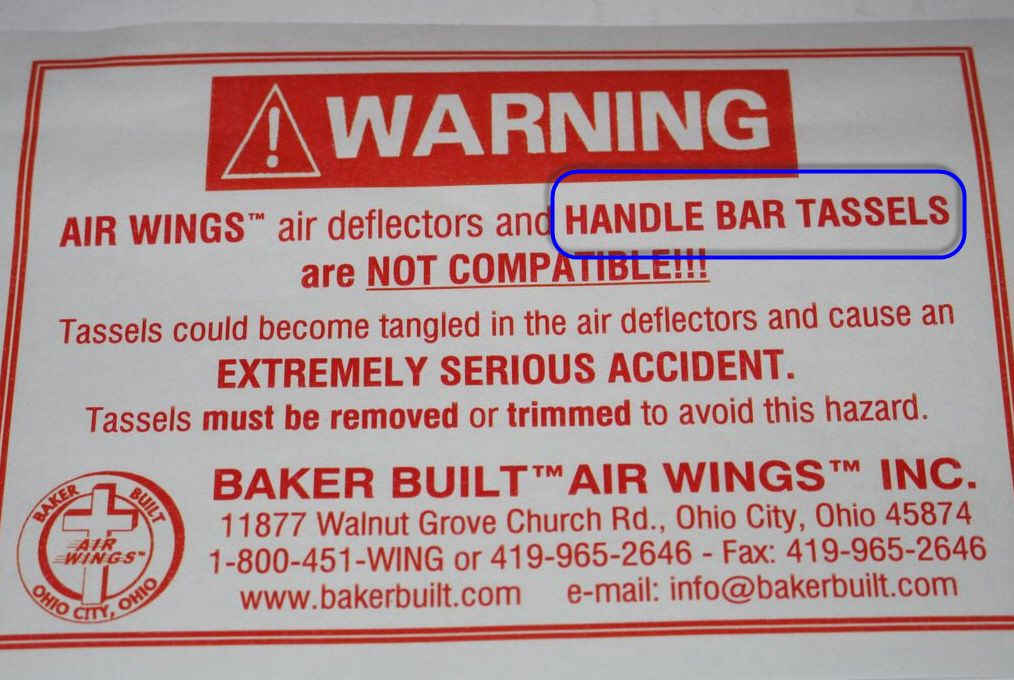 WARNING
AIR WINGS™ air deflectors and HANDLE BAR TASSELS
are NOT COMPATIBLE!!!
Tassels could become tangled in the air deflectors and cause an
EXTREMELY SERIOUS ACCIDENT.
Tassels must be removed or trimmed to avoid this hazard.
BAKER BUILT™ AIR WINGS™ INC.
11877 Walnut Grove Church Rd., Ohio City, Ohio 45874
1-800-451-WING or 419-965-2646 - Fax: 419-965-2646
www.bakerbuilt.com e-mail: info@bakerbuilt.com
BAKER BUILT
AIR
WINGS™
OHIO CITY, OHIO